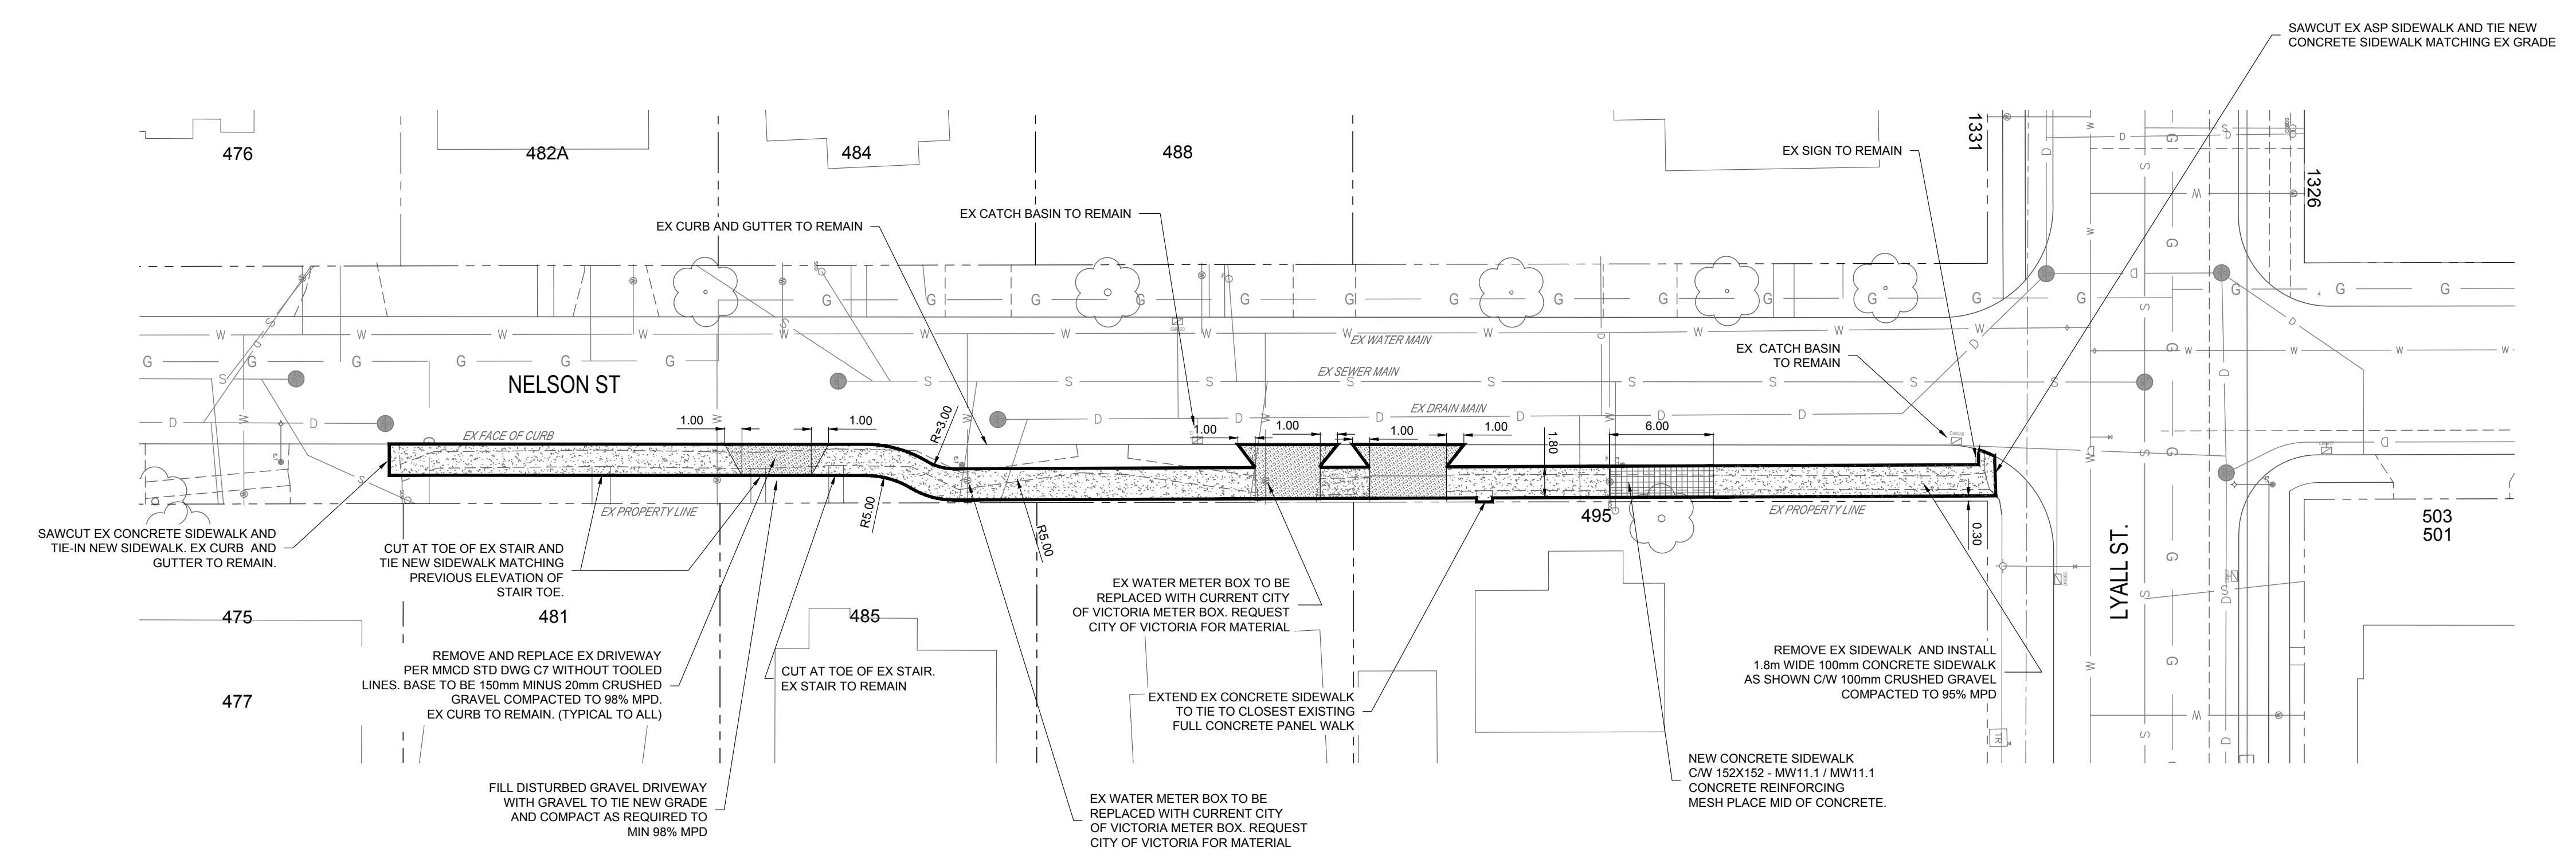 SAWCUT EX ASP SIDEWALK AND TIE NEW
CONCRETE SIDEWALK MATCHING EX GRADE
476
482A
484
488
EX SIGN TO REMAIN
1331
1326
EX CATCH BASIN TO REMAIN
EX CURB AND GUTTER TO REMAIN
EX WATER MAIN
EX CATCH BASIN
TO REMAIN
EX SEWER MAIN
NELSON ST
EX DRAIN MAIN
EX FACE OF CURB
1.00
1.00
R=3.00
1.00
1.00
1.00
1.00
1.80
6.00
R5.00
R5.00
EX PROPERTY LINE
495
EX PROPERTY LINE
0.30
503
501
LYALL ST.
SAWCUT EX CONCRETE SIDEWALK AND
TIE-IN NEW SIDEWALK. EX CURB AND
GUTTER TO REMAIN.
CUT AT TOE OF EX STAIR AND
TIE NEW SIDEWALK MATCHING
PREVIOUS ELEVATION OF
STAIR TOE.
EX WATER METER BOX TO BE
REPLACED WITH CURRENT CITY
OF VICTORIA METER BOX. REQUEST
CITY OF VICTORIA FOR MATERIAL
475
481
485
REMOVE AND REPLACE EX DRIVEWAY
PER MMCD STD DWG C7 WITHOUT TOOLED
LINES. BASE TO BE 150mm MINUS 20mm CRUSHED
GRAVEL COMPACTED TO 98% MPD.
EX CURB TO REMAIN. (TYPICAL TO ALL)
CUT AT TOE OF EX STAIR.
EX STAIR TO REMAIN
REMOVE EX SIDEWALK AND INSTALL
1.8m WIDE 100mm CONCRETE SIDEWALK
AS SHOWN C/W 100mm CRUSHED GRAVEL
COMPACTED TO 95% MPD
477
EXTEND EX CONCRETE SIDEWALK
TO TIE TO CLOSEST EXISTING
FULL CONCRETE PANEL WALK
TR
NEW CONCRETE SIDEWALK
C/W 152X152 - MW11.1 / MW11.1
CONCRETE REINFORCING
MESH PLACE MID OF CONCRETE.
FILL DISTURBED GRAVEL DRIVEWAY
WITH GRAVEL TO TIE NEW GRADE
AND COMPACT AS REQUIRED TO
MIN 98% MPD
EX WATER METER BOX TO BE
REPLACED WITH CURRENT CITY
OF VICTORIA METER BOX. REQUEST
CITY OF VICTORIA FOR MATERIAL